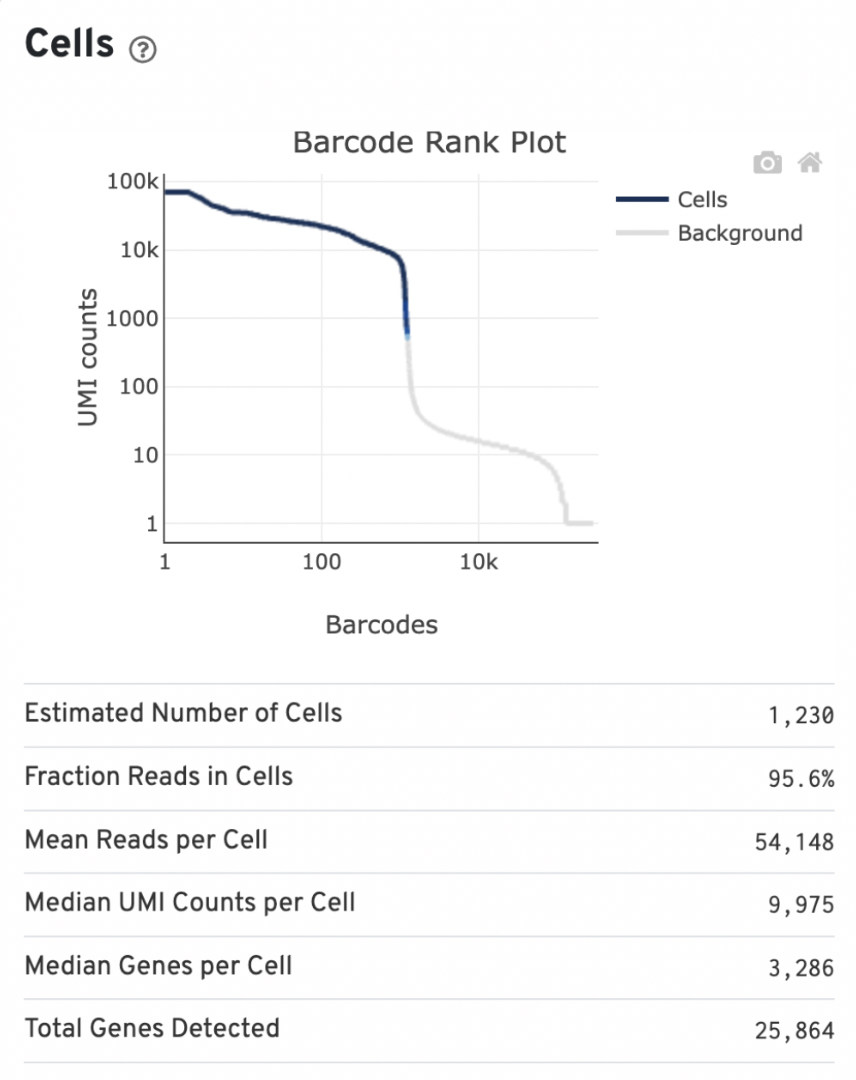 Cells ?
Barcode Rank Plot
Cells
Background
100k
10k
1000
100
10
1
UMI counts
1 100 10k
Barcodes
Estimated Number of Cells 1,230
Fraction Reads in Cells 95.6%
Mean Reads per Cell 54,148
Median UMI Counts per Cell 9,975
Median Genes per Cell 3,286
Total Genes Detected 25,864